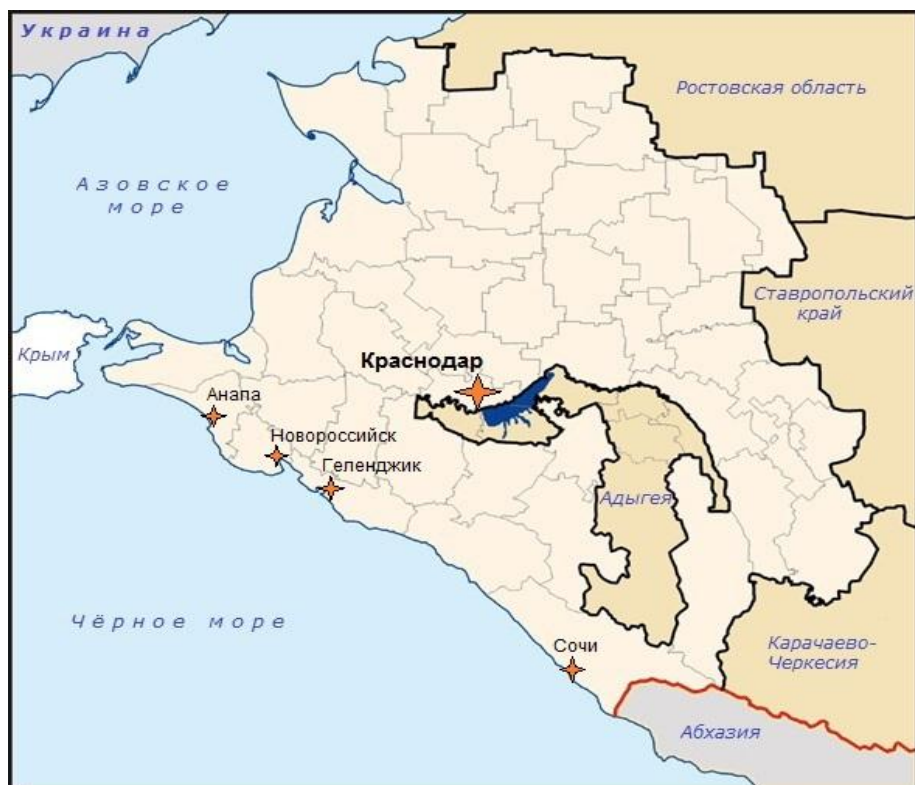 Украина
Ростовская область
Азовское
море
Ставропольский
край
Крым
Краснодар
Анапа
Новороссийск
Геленджик
Адыгея
Чёрное море
Сочи
Карачаево-
Черкесия
Абхазия